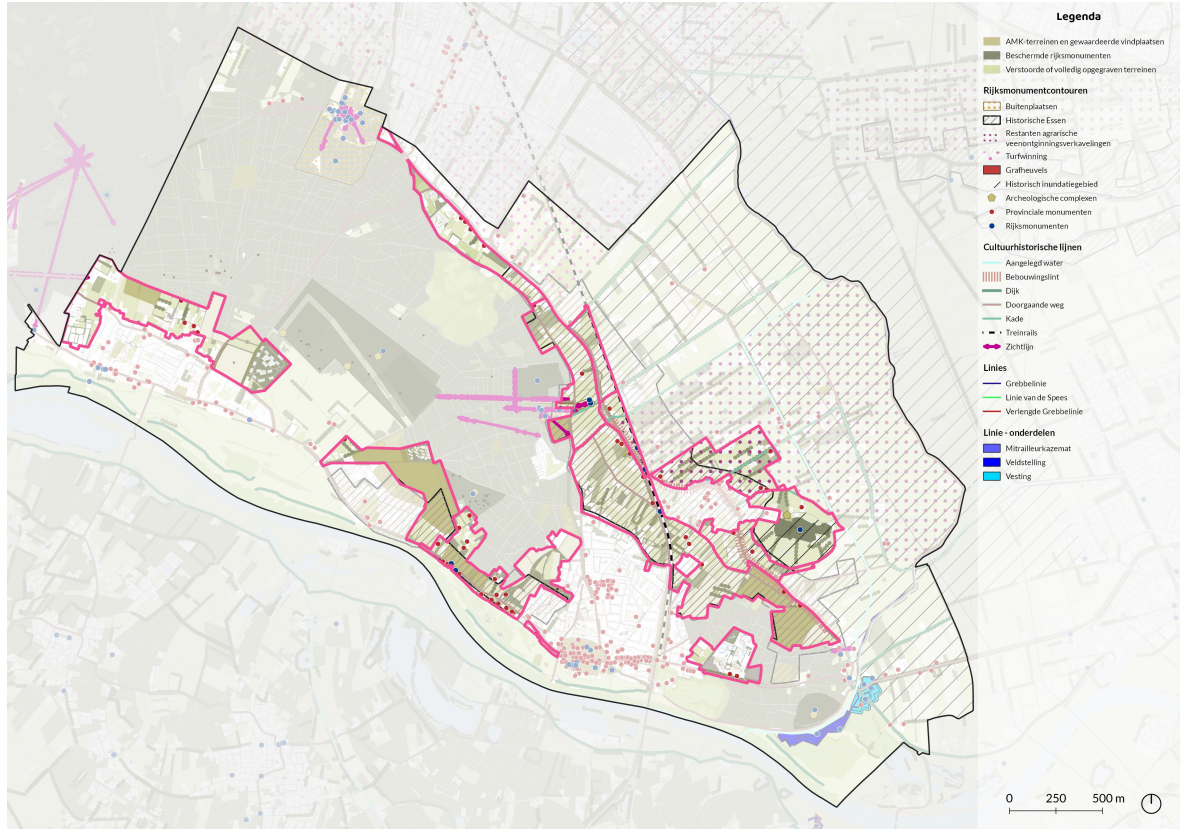 Legenda
AMK-terreinen en gewaardeerde vindplaatsen
Beschermde rijksmonumenten
Verstoorde of volledig opgegraven terreinen
Rijksmonumentcontouren
Buitenplaatsen
Historische Essen
Restanten agrarische
veenontginningsverkavelingen
Turfwinning
Grafheuvels
Historisch inundatiegebied
Archeologische complexen
Provinciale monumenten
Rijksmonumenten
Cultuurhistorische lijnen
Aangelegd water
Bebouwingslint
Dijk
Doorgaande weg
Kade
Treinrails
Zichtlijn
Linies
Grebbelinie
Linie van de Spees
Verlengde Grebbelinie
Linie - onderdelen
Mitrailleurkazemat
Veldstelling
Vesting
0 250 500 m